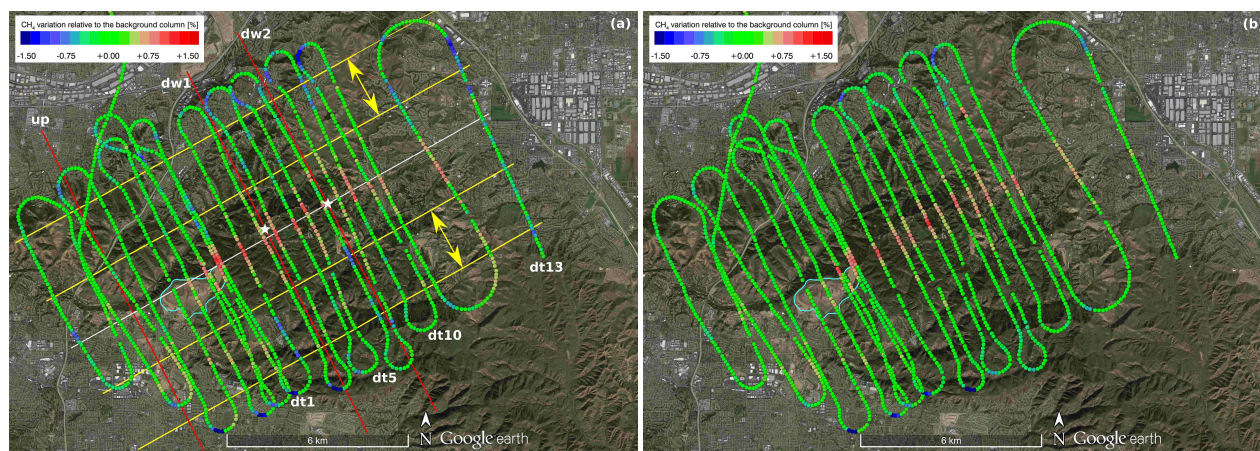 CH₄ variation relative to the background column [%]
-1.50 -0.75 +0.00 +0.75 +1.50
(a)
dw2
dw1
up
dt13
dt10
dt5
dt1
6 km
N Google earth
CH₄ variation relative to the background column [%]
-1.50 -0.75 +0.00 +0.75 +1.50
(b
6 km
N Google earth